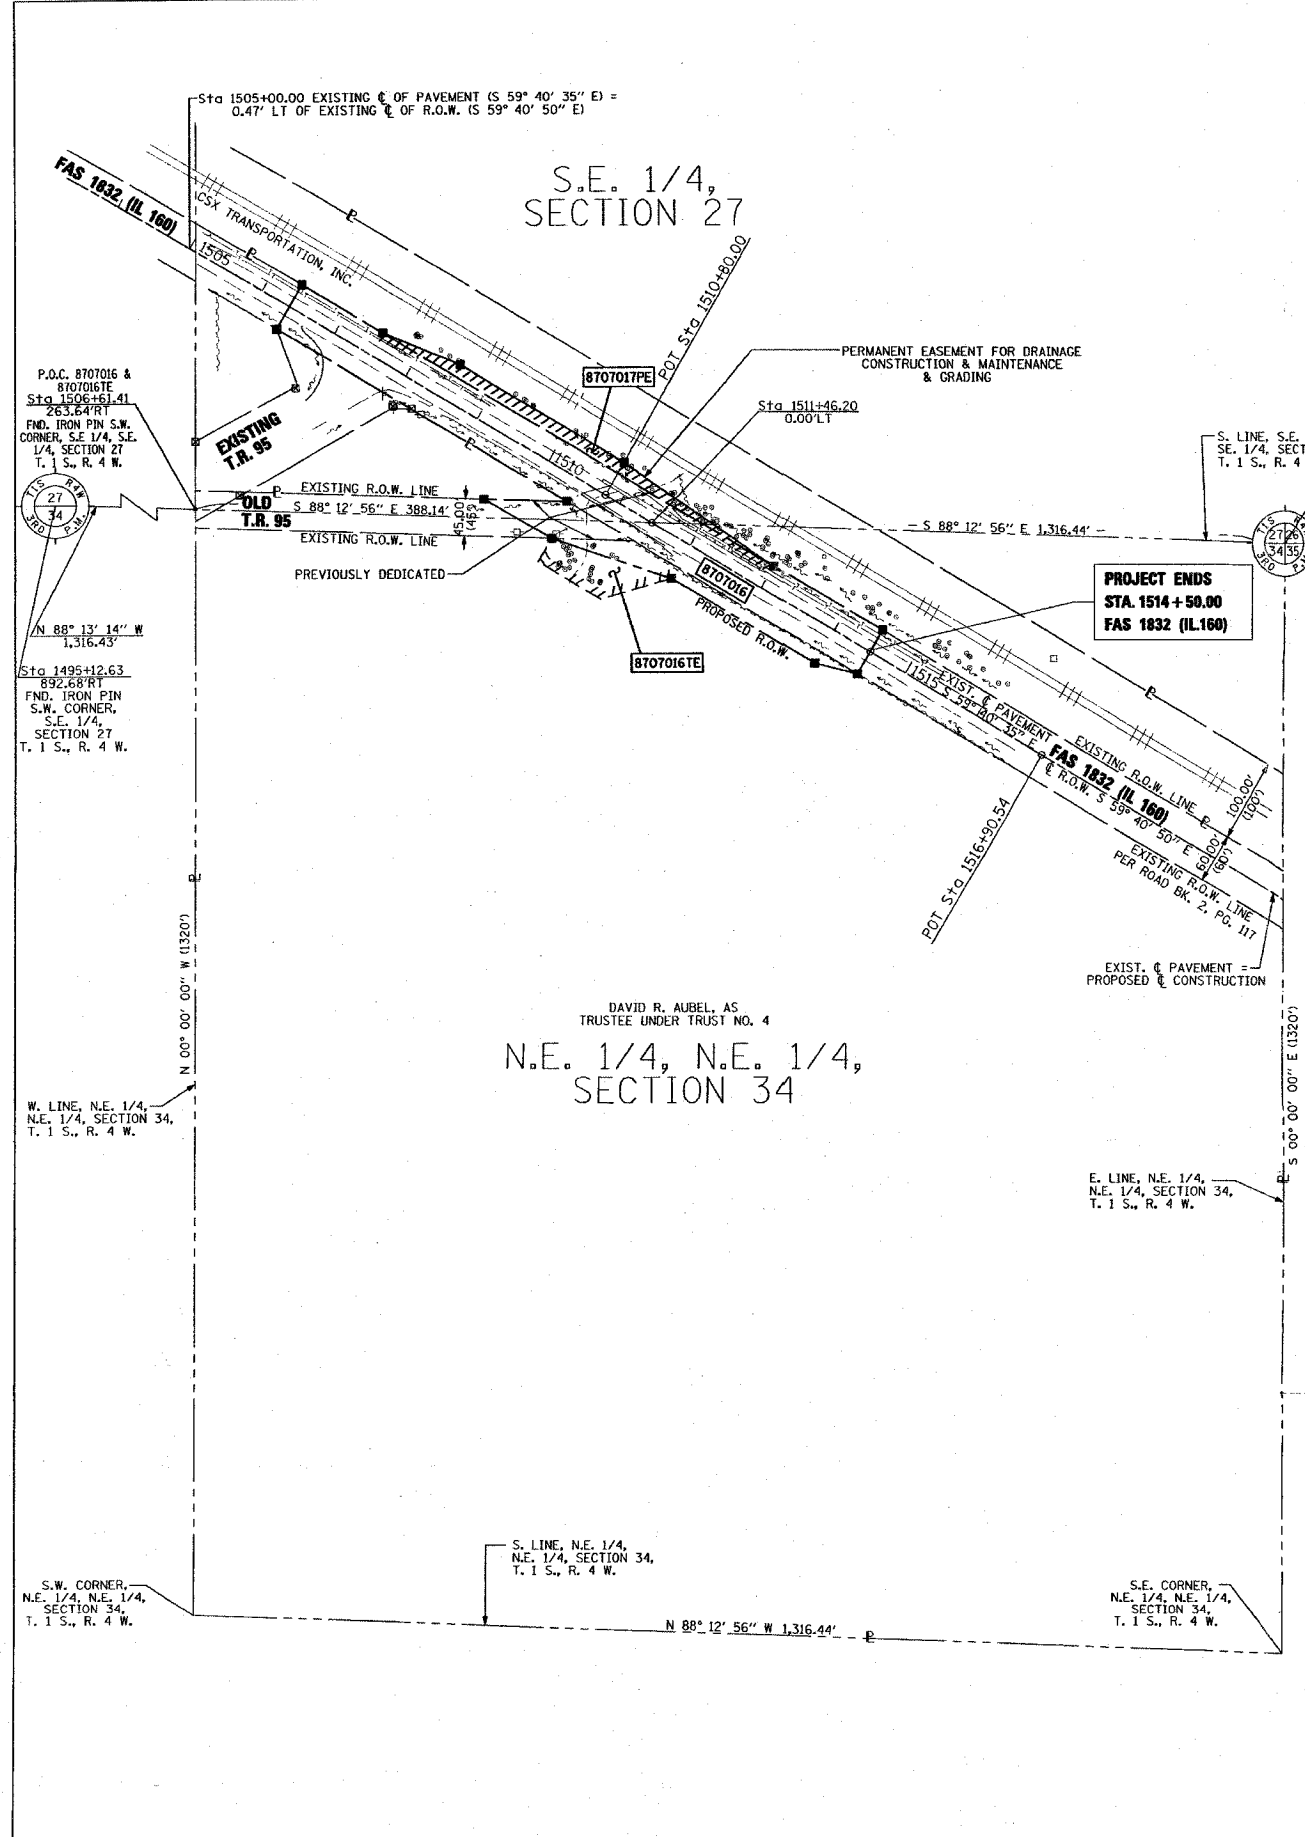 Sta 1505+00.00 EXISTING ℄ OF PAVEMENT (S 59° 40' 35" E) =
0.47' LT OF EXISTING ℄ OF R.O.W. (S 59° 40' 50" E)
S.E. 1/4,
SECTION 27
FAS 1832 (IL 160)
CSX TRANSPORTATION, INC.
1505
POT Sta 1510+80.00
8707017PE
PERMANENT EASEMENT FOR DRAINAGE
CONSTRUCTION & MAINTENANCE
& GRADING
Sta 1511+46.20
0.00'LT
P.O.C. 8707016 &
8707016TE
Sta 1506+61.41
263.64'RT
FND. IRON PIN S.W.
CORNER, S.E 1/4, S.E.
1/4, SECTION 27
T. 1 S., R. 4 W.
EXISTING
T.R. 95
1510
S. LINE, S.E.
SE. 1/4, SECT
T. 1 S., R. 4
T1S R4W
27
34
3RD P.M.
EXISTING R.O.W. LINE
OLD
T.R. 95
S 88° 12' 56" E 388.14'
EXISTING R.O.W. LINE
45.00'
(45')
S 88° 12' 56" E 1,316.44'
27 26
34 35
PREVIOUSLY DEDICATED
8707016
PROPOSED R.O.W.
PROJECT ENDS
STA. 1514+50.00
FAS 1832 (IL.160)
N 88° 13' 14" W
1,316.43'
8707016TE
Sta 1495+12.63
892.68'RT
FND. IRON PIN
S.W. CORNER,
S.E. 1/4,
SECTION 27
T. 1 S., R. 4 W.
1515
EXIST. ℄ PAVEMENT
S 59° 40' 35" E
EXISTING R.O.W. LINE
FAS 1832 (IL 160)
℄ R.O.W. S 59° 40' 50" E
100.00'
(100')
60.00'
(60')
EXISTING R.O.W. LINE
PER ROAD BK. 2, PG. 117
POT Sta 1516+90.54
EXIST. ℄ PAVEMENT =
PROPOSED ℄ CONSTRUCTION
N 00° 00' 00" W (1320')
DAVID R. AUBEL, AS
TRUSTEE UNDER TRUST NO. 4
N.E. 1/4, N.E. 1/4,
SECTION 34
S 00° 00' 00" E (1320')
W. LINE, N.E. 1/4,
N.E. 1/4, SECTION 34,
T. 1 S., R. 4 W.
E. LINE, N.E. 1/4,
N.E. 1/4, SECTION 34,
T. 1 S., R. 4 W.
S. LINE, N.E. 1/4,
N.E. 1/4, SECTION 34,
T. 1 S., R. 4 W.
S.W. CORNER,
N.E. 1/4, N.E. 1/4,
SECTION 34,
T. 1 S., R. 4 W.
S.E. CORNER,
N.E. 1/4, N.E. 1/4,
SECTION 34,
T. 1 S., R. 4 W.
N 88° 12' 56" W 1,316.44'